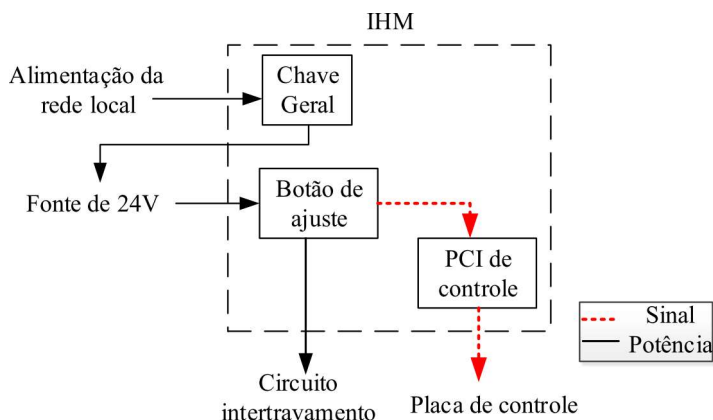 IHM
Alimentação da
rede local
Chave
Geral
Fonte de 24V
Botão de
ajuste
PCI de
controle
Sinal
Potência
Circuito
intertravamento
Placa de controle